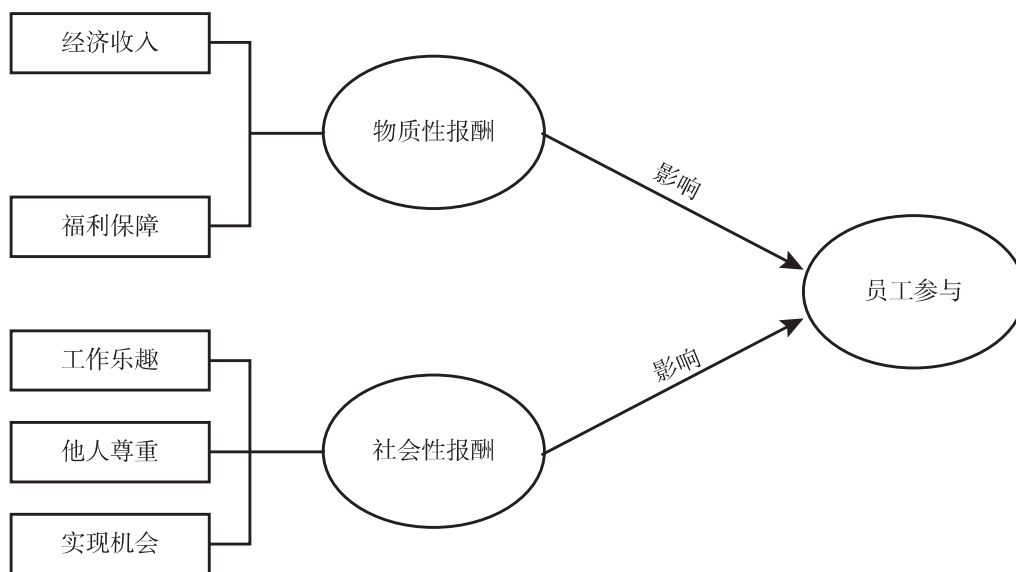 经济收入
物质性报酬
福利保障
影响
员工参与
工作乐趣
他人尊重
实现机会
社会性报酬
影响